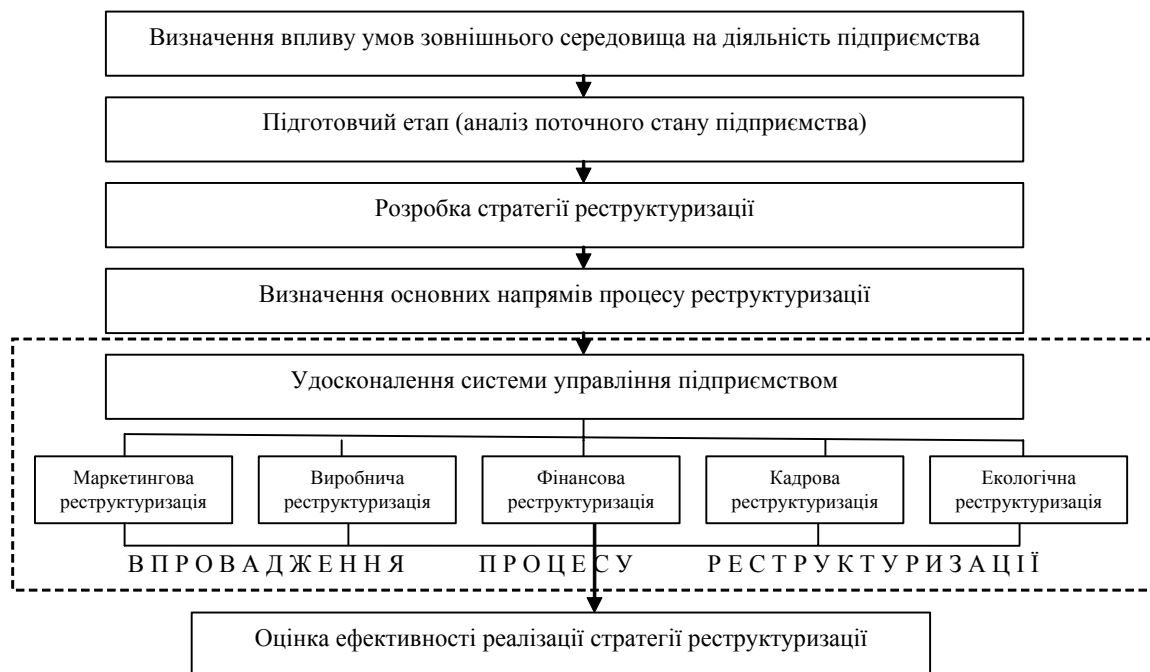 Визначення впливу умов зовнішнього середовища на діяльність підприємства
Підготовчий етап (аналіз поточного стану підприємства)
Розробка стратегії реструктуризації
Визначення основних напрямів процесу реструктуризації
Удосконалення системи управління підприємством
Маркетингова
реструктуризація
Виробнича
реструктуризація
Фінансова
реструктуризація
Кадрова
реструктуризація
Екологічна
реструктуризація
В П Р О В А Д Ж Е Н Н Я П Р О Ц Е С У Р Е С Т Р У К Т У Р И З А Ц І Ї
Оцінка ефективності реалізації стратегії реструктуризації